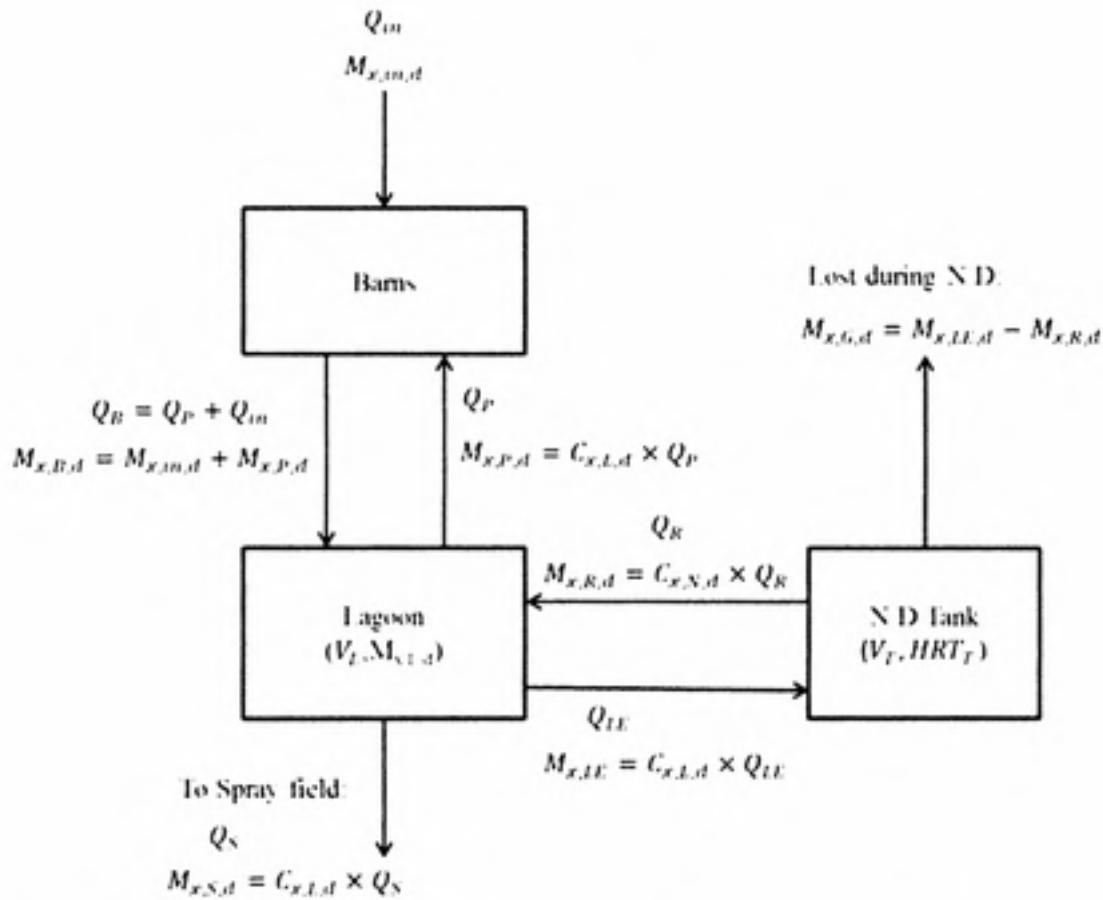 Q_in
M_x,in,d
Barns
Lost during N D:
M_x,G,d = M_x,LE,d − M_x,R,d
Q_B = Q_P + Q_in
M_x,B,d = M_x,in,d + M_x,P,d
Q_P
M_x,P,d = C_x,L,d × Q_P
Q_R
M_x,R,d = C_x,N,d × Q_R
Lagoon
(V_L, M_x,L,d)
N D Tank
(V_T, HRT_T)
Q_LE
M_x,LE = C_x,L,d × Q_LE
To Spray field:
Q_S
M_x,S,d = C_x,L,d × Q_S